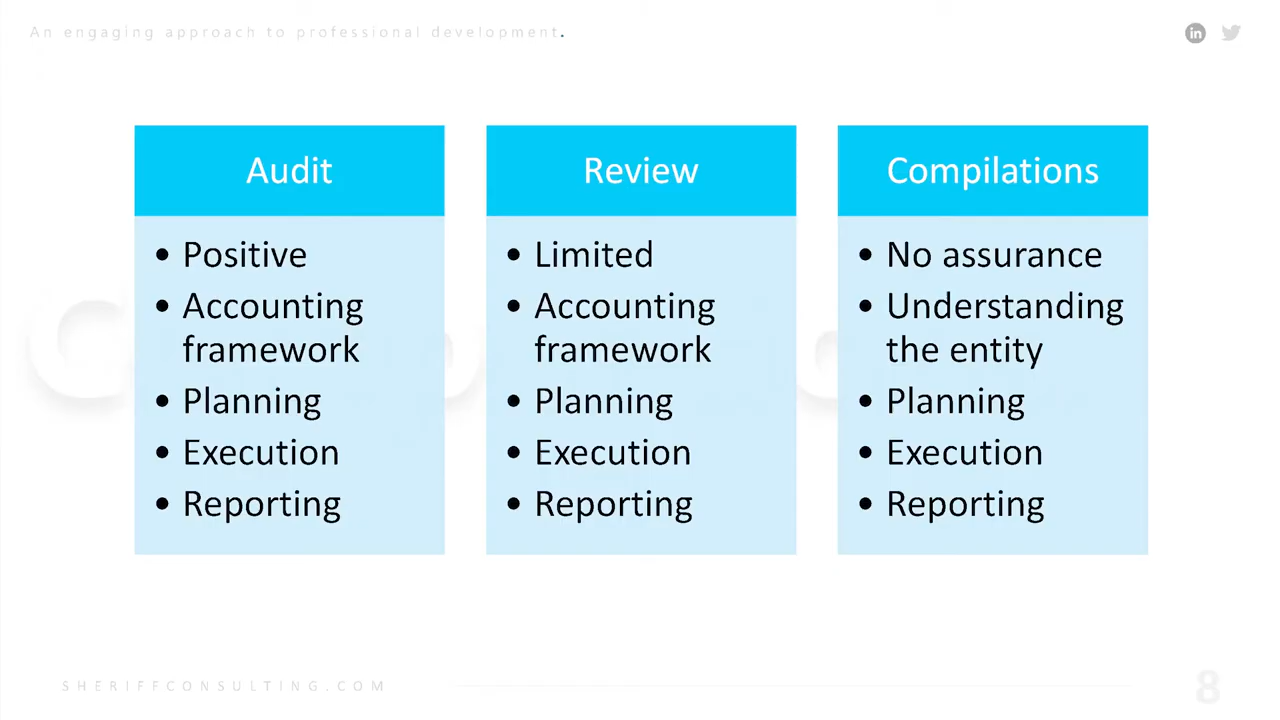 An engaging approach to professional development.
in
Audit
• Positive
• Accounting
framework
• Planning
• Execution
• Reporting
Review
• Limited
• Accounting
framework
• Planning
• Execution
• Reporting
Compilations
• No assurance
• Understanding
the entity
• Planning
• Execution
• Reporting
SHERIFFCONSULTING.COM
8